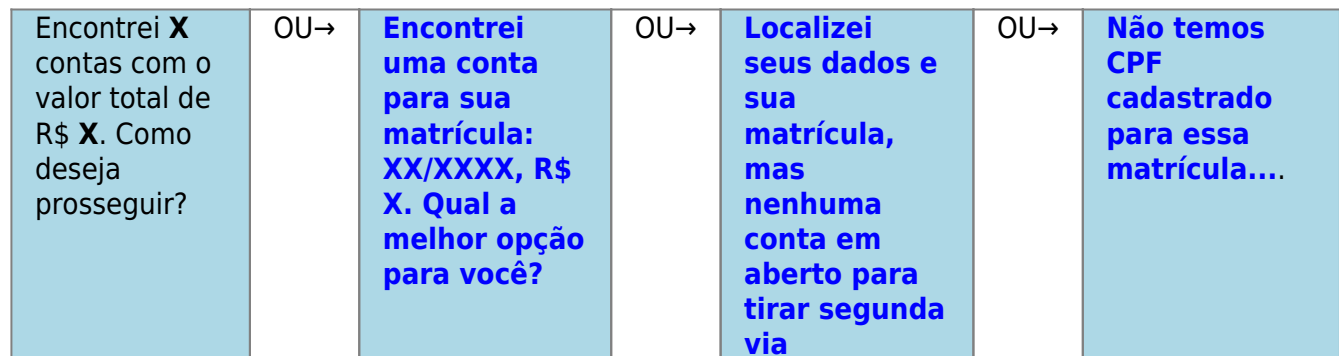 Encontrei X
contas com o
valor total de
R$ X. Como
deseja
prosseguir?
OU→
Encontrei
uma conta
para sua
matrícula:
XX/XXXX, R$
X. Qual a
melhor opção
para você?
OU→
Localizei
seus dados e
sua
matrícula,
mas
nenhuma
conta em
aberto para
tirar segunda
via
OU→
Não temos
CPF
cadastrado
para essa
matrícula....